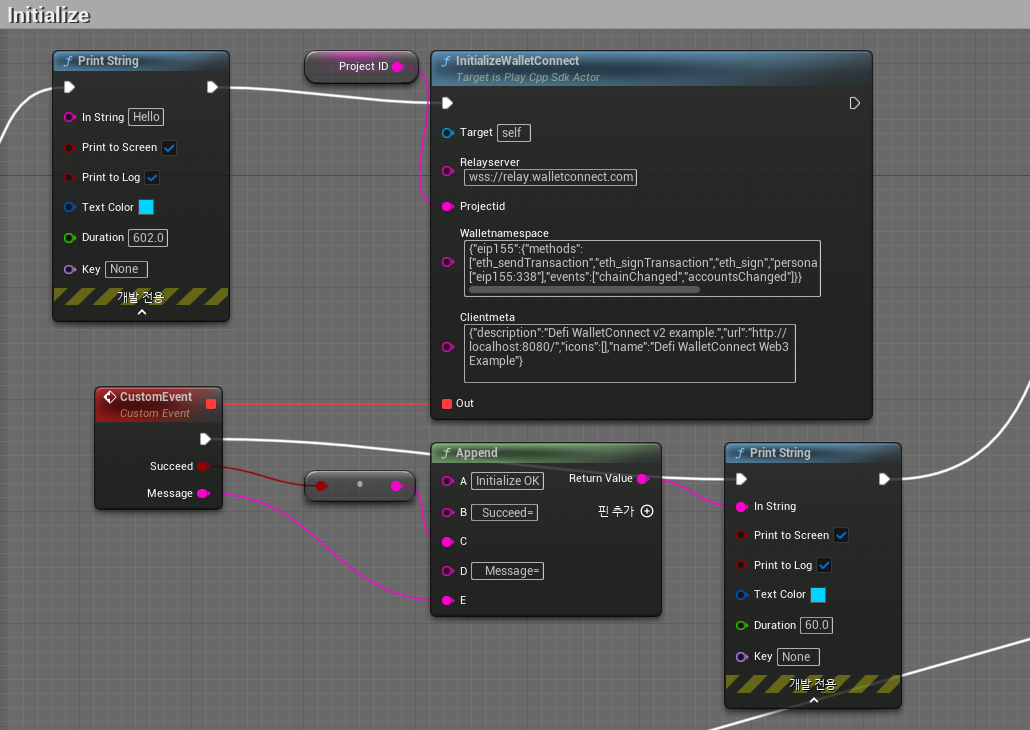 Initialize
Print String
In String Hello
Print to Screen
Print to Log
Text Color
Duration 602.0
Key None
개발 전용
Project ID
InitializeWalletConnect
Target is Play Cpp Sdk Actor
Target self
Relayserver
wss://relay.walletconnect.com
Projectid
Walletnamespace
{"eip155":{"methods":
["eth_sendTransaction","eth_signTransaction","eth_sign","persona
["eip155:338"],"events":["chainChanged","accountsChanged"]}}
Clientmeta
{"description":"Defi WalletConnect v2 example.","url":"http://
localhost:8080/","icons":[],"name":"Defi WalletConnect Web3
Example"}
Out
CustomEvent
Custom Event
Succeed
Message
Append
A Initialize OK
Return Value
B Succeed=
핀 추가
C
D Message=
E
Print String
In String
Print to Screen
Print to Log
Text Color
Duration 60.0
Key None
개발 전용